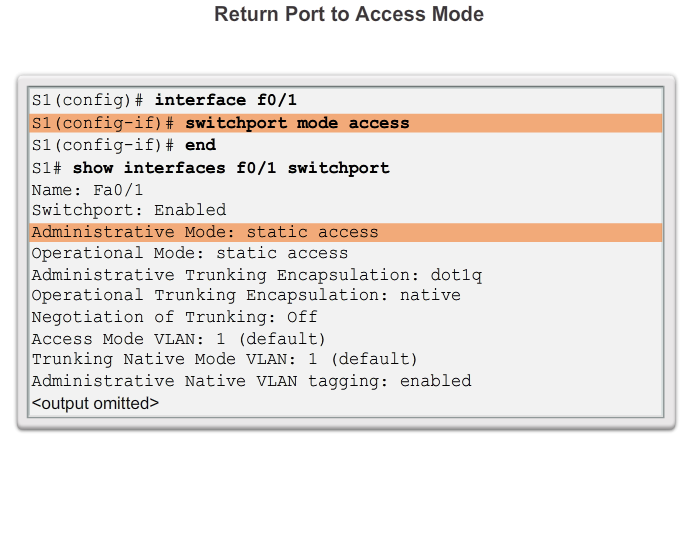 Return Port to Access Mode
S1(config)# interface f0/1
S1(config-if)# switchport mode access
S1(config-if)# end
S1# show interfaces f0/1 switchport
Name: Fa0/1
Switchport: Enabled
Administrative Mode: static access
Operational Mode: static access
Administrative Trunking Encapsulation: dot1q
Operational Trunking Encapsulation: native
Negotiation of Trunking: Off
Access Mode VLAN: 1 (default)
Trunking Native Mode VLAN: 1 (default)
Administrative Native VLAN tagging: enabled
<output omitted>